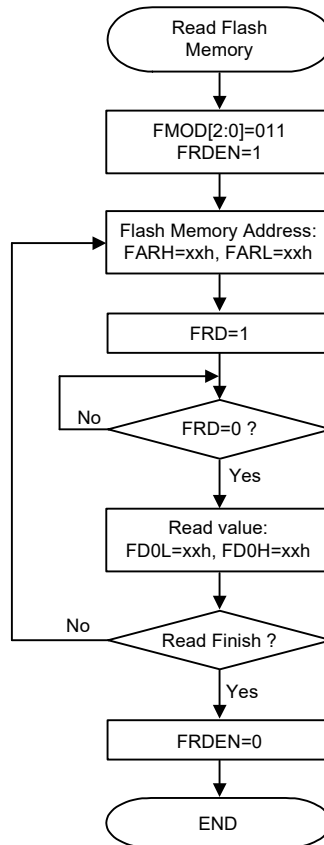 Read Flash
Memory
FMOD[2:0]=011
FRDEN=1
Flash Memory Address:
FARH=xxh, FARL=xxh
FRD=1
FRD=0 ?
No
Yes
Read value:
FD0L=xxh, FD0H=xxh
Read Finish ?
No
Yes
FRDEN=0
END